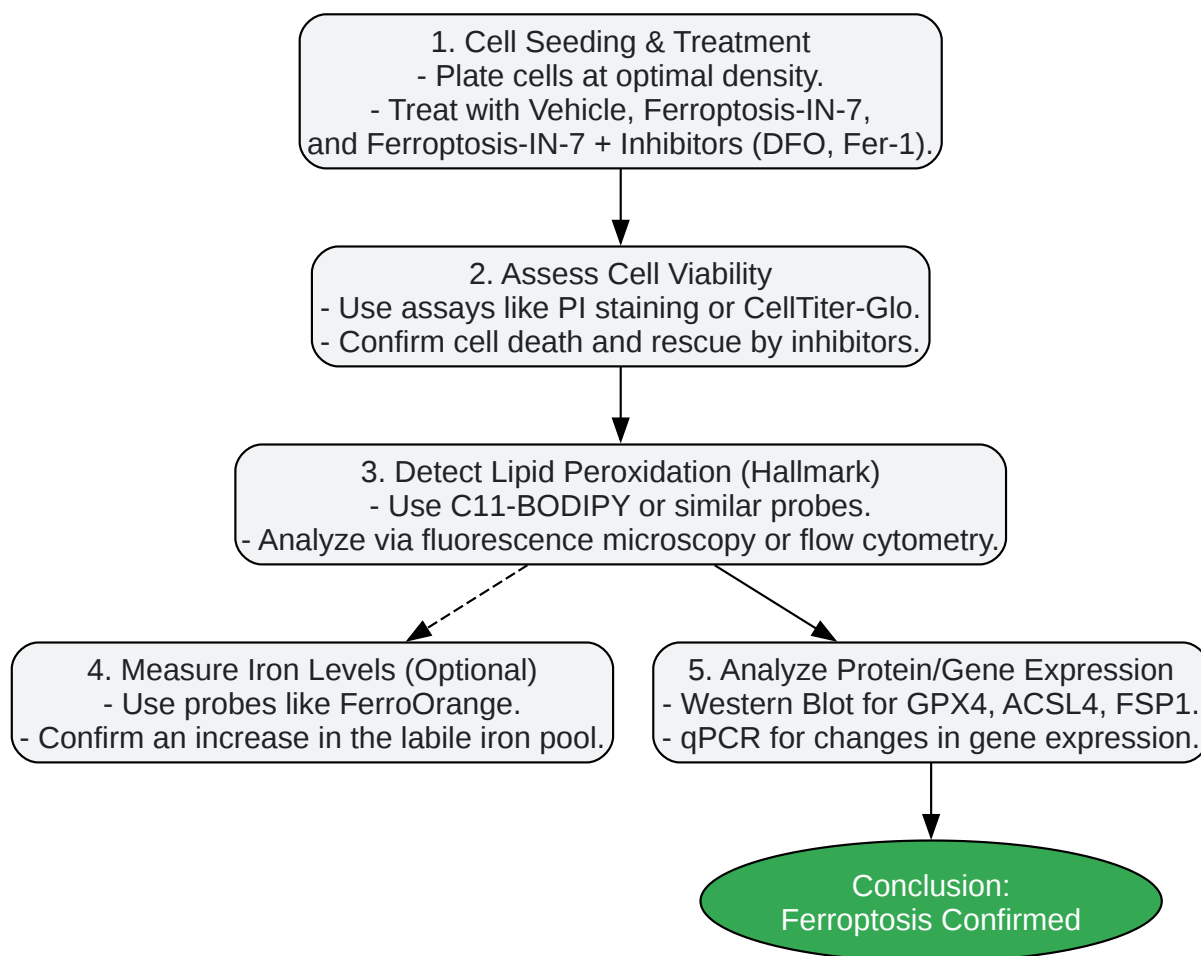 1. Cell Seeding & Treatment
- Plate cells at optimal density.
- Treat with Vehicle, Ferroptosis-IN-7,
and Ferroptosis-IN-7 + Inhibitors (DFO, Fer-1).
2. Assess Cell Viability
- Use assays like PI staining or CellTiter-Glo.
- Confirm cell death and rescue by inhibitors.
3. Detect Lipid Peroxidation (Hallmark)
- Use C11-BODIPY or similar probes.
- Analyze via fluorescence microscopy or flow cytometry.
4. Measure Iron Levels (Optional)
- Use probes like FerroOrange.
- Confirm an increase in the labile iron pool.
5. Analyze Protein/Gene Expression
- Western Blot for GPX4, ACSL4, FSP1.
- qPCR for changes in gene expression.
Conclusion:
Ferroptosis Confirmed